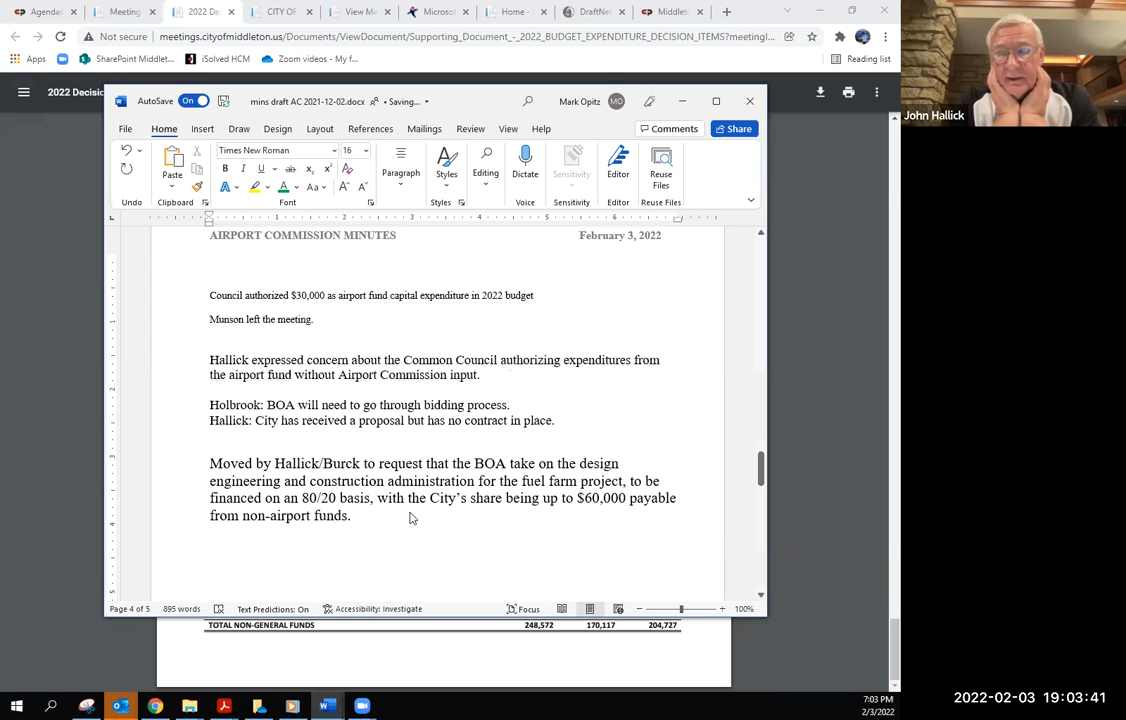 Agendas
Meeting
2022 De
CITY OF
View Me
Microso
Home -
DraftNe
Middlet
Not secure
meetings.cityofmiddleton.us/Documents/ViewDocument/Supporting_Document_-_2022_BUDGET_EXPENDITURE_DECISION_ITEMS?meetingI...
Apps
SharePoint Middlet...
iSolved HCM
Zoom videos - My f...
Reading list
2022 Decisio
AutoSave
On
mins draft AC 2021-12-02.docx
• Saving...
Mark Opitz
MO
File
Home
Insert
Draw
Design
Layout
References
Mailings
Review
View
Help
Comments
Share
Times New Roman
16
Paste
Paragraph
Styles
Editing
Dictate
Sensitivity
Editor
Reuse
Files
Undo
Clipboard
Font
Styles
Voice
Sensitivity
Editor
Reuse Files
AIRPORT COMMISSION MINUTES February 3, 2022
Council authorized $30,000 as airport fund capital expenditure in 2022 budget
Munson left the meeting.
Hallick expressed concern about the Common Council authorizing expenditures from
the airport fund without Airport Commission input.
Holbrook: BOA will need to go through bidding process.
Hallick: City has received a proposal but has no contract in place.
Moved by Hallick/Burck to request that the BOA take on the design
engineering and construction administration for the fuel farm project, to be
financed on an 80/20 basis, with the City's share being up to $60,000 payable
from non-airport funds.
Page 4 of 5
895 words
Text Predictions: On
Accessibility: Investigate
Focus
100%
TOTAL NON-GENERAL FUNDS 248,572 170,117 204,727
7:03 PM
2/3/2022
John Hallick
2022-02-03 19:03:41